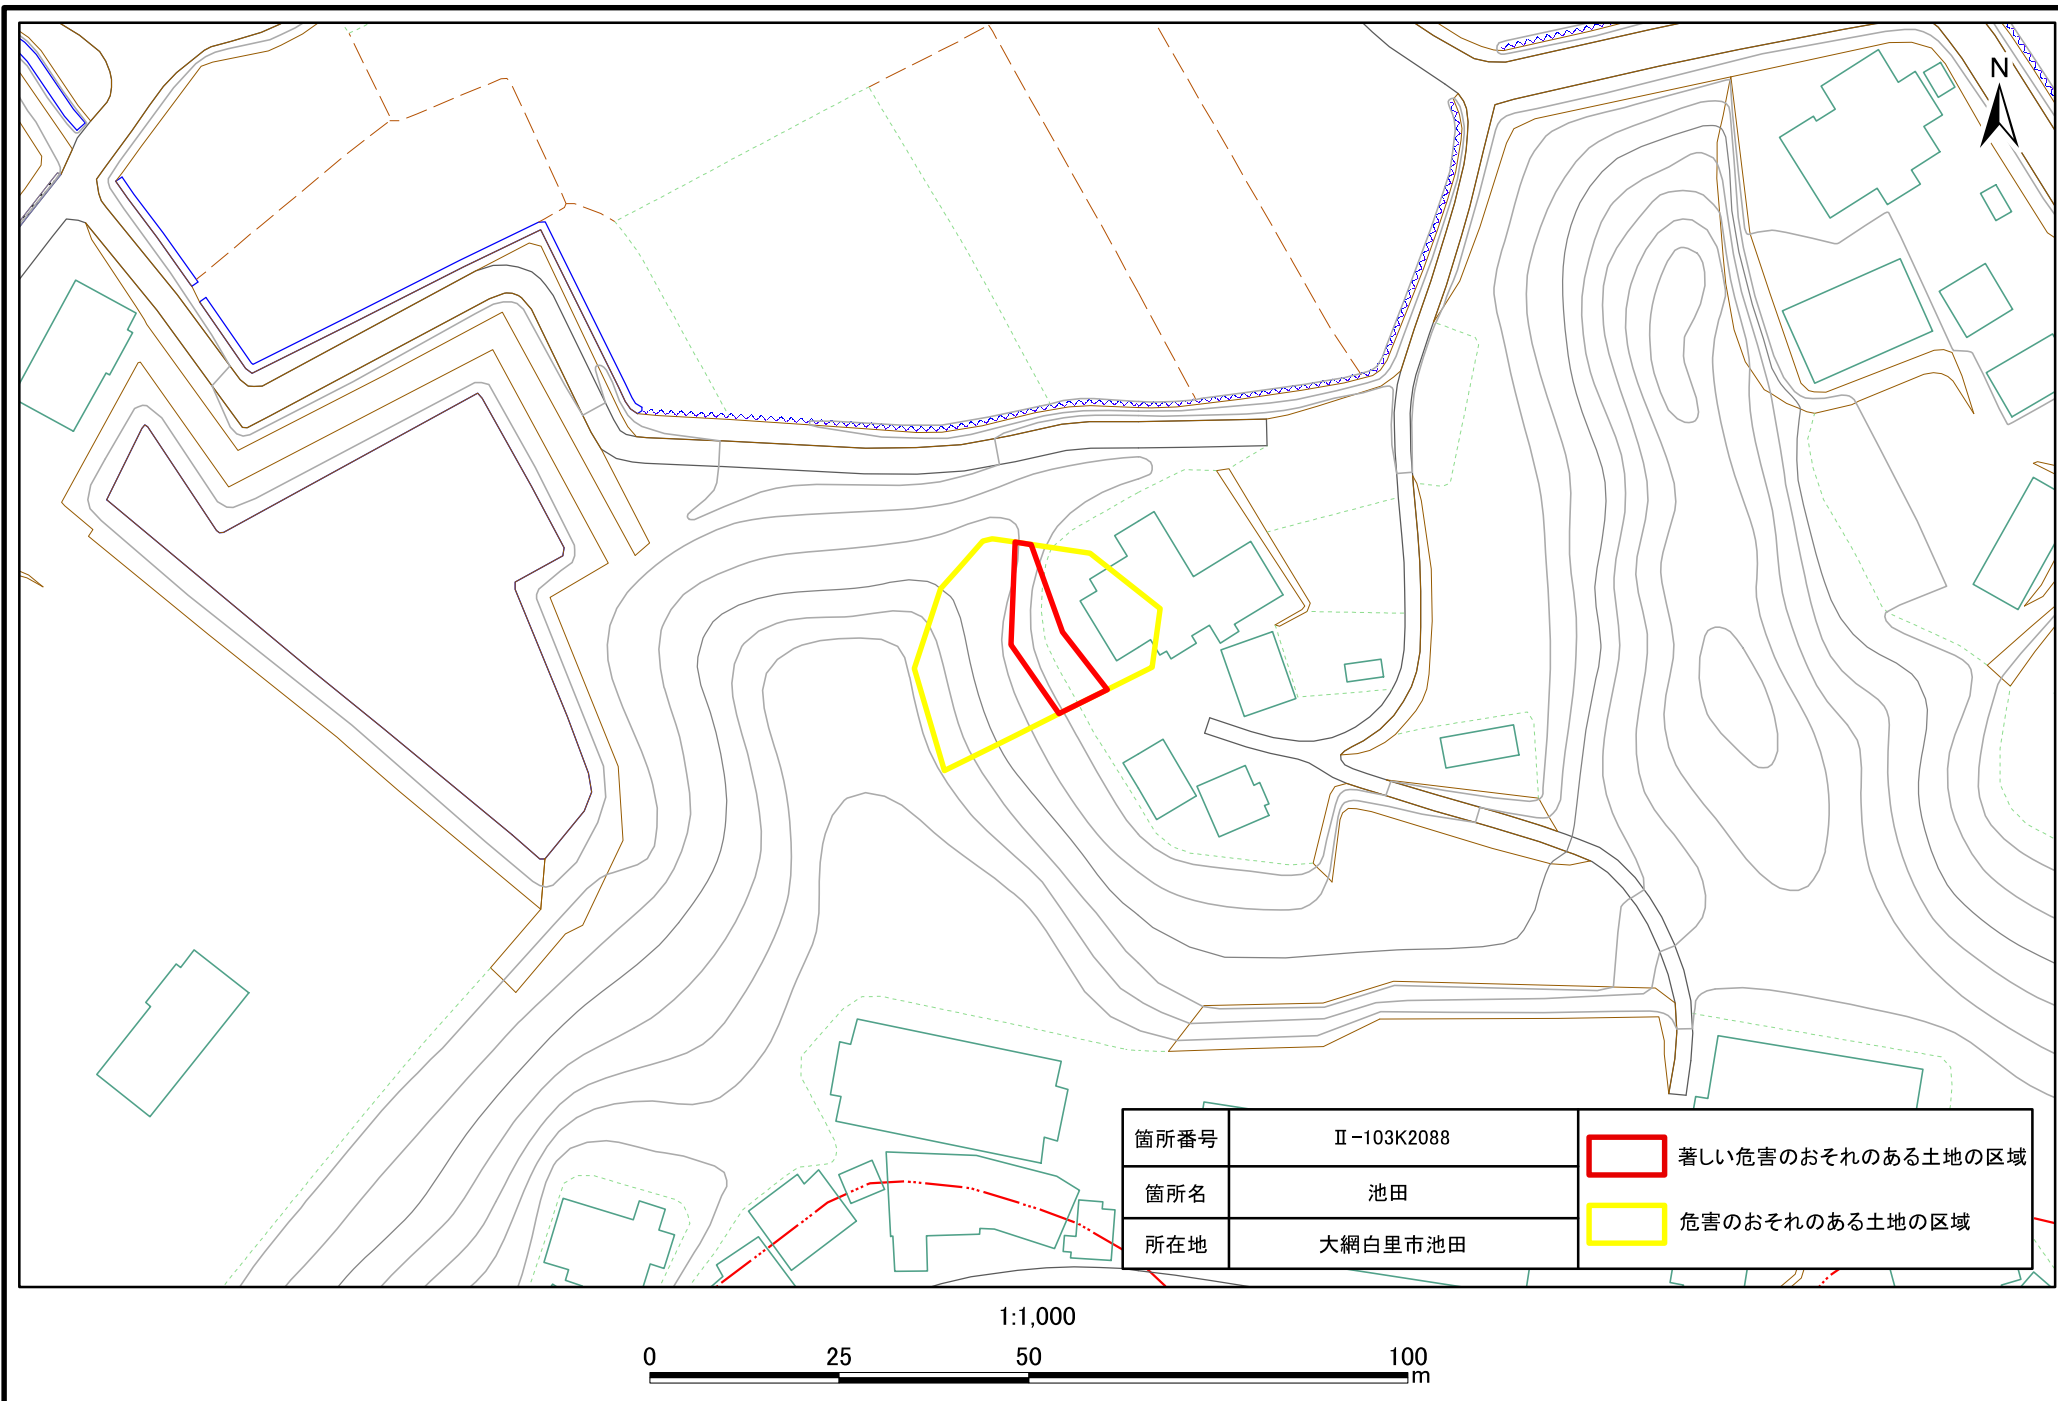 N
箇所番号 Ⅱ-103K2088
箇所名 池田
所在地 大網白里市池田
著しい危害のおそれのある土地の区域
危害のおそれのある土地の区域
1:1,000
0 25 50 100
m